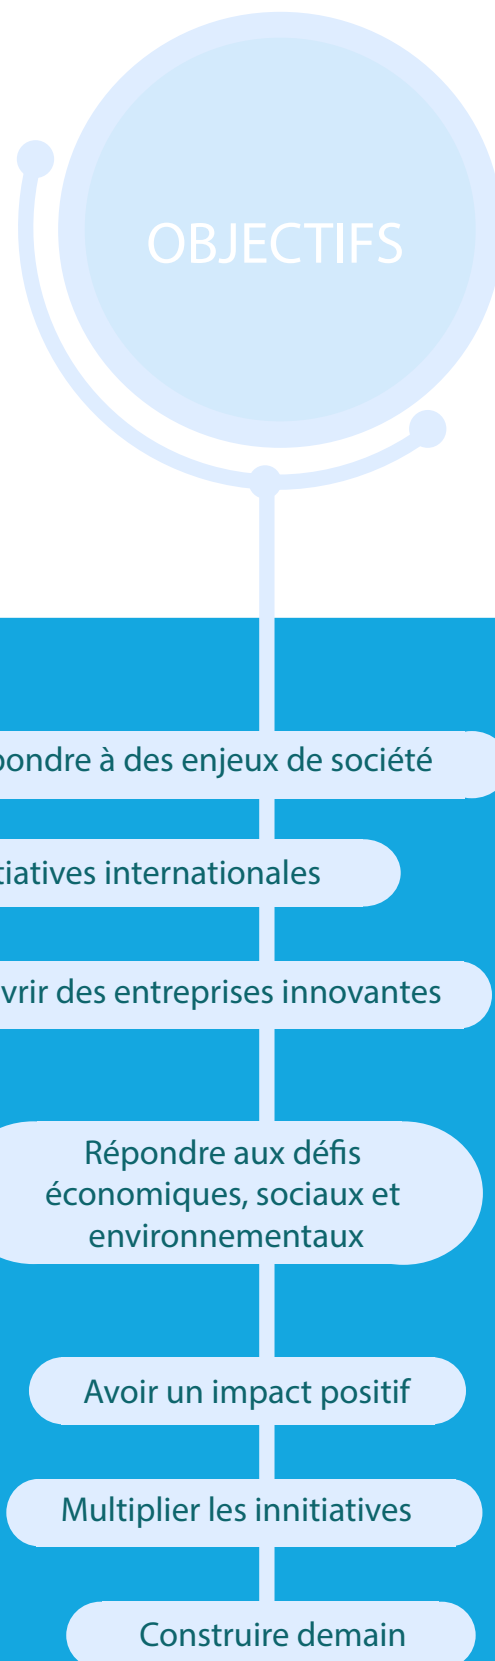 OBJECTIFS
pondre à des enjeux de société
tiatives internationales
vrir des entreprises innovantes
Répondre aux défis
économiques, sociaux et
environnementaux
Avoir un impact positif
Multiplier les innitiatives
Construire demain